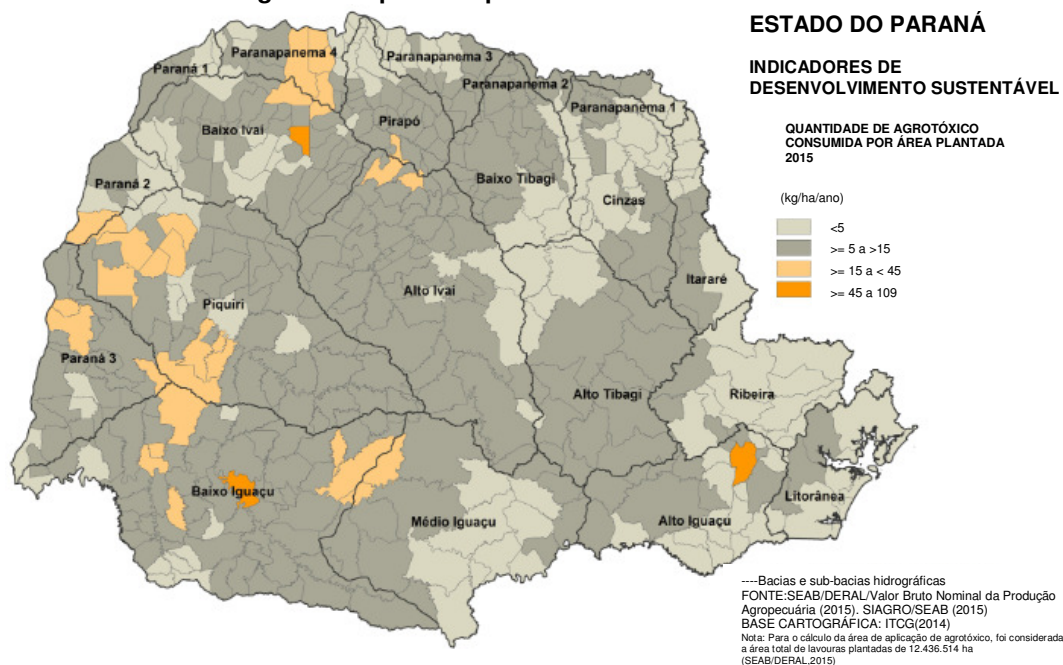 ESTADO DO PARANÁ
INDICADORES DE
DESENVOLVIMENTO SUSTENTÁVEL
QUANTIDADE DE AGROTÓXICO
CONSUMIDA POR ÁREA PLANTADA
2015
(kg/ha/ano)
<5
>= 5 a >15
>= 15 a < 45
>= 45 a 109
Paranapanema 4
Paranapanema 3
Paraná 1
Paranapanema 2
Paranapanema 1
Pirapó
Baixo Ivaí
Baixo Tibagi
Paraná 2
Cinzas
Itararé
Alto Ivaí
Piquiri
Paraná 3
Alto Tibagi
Ribeira
Baixo Iguaçu
Litorânea
Médio Iguaçu
Alto Iguaçu
----Bacias e sub-bacias hidrográficas
FONTE:SEAB/DERAL/Valor Bruto Nominal da Produção
Agropecuária (2015). SIAGRO/SEAB (2015)
BASE CARTOGRÁFICA: ITCG(2014)
Nota: Para o cálculo da área de aplicação de agrotóxico, foi considerada
a área total de lavouras plantadas de 12.436.514 ha
(SEAB/DERAL,2015)